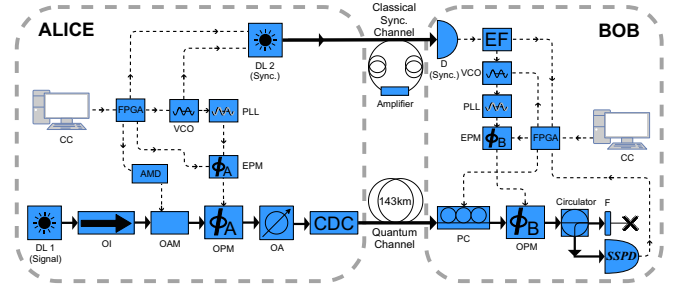 ALICE
Classical
Sync.
Channel
BOB
DL 2
(Sync.)
D
(Sync.)
EF
VCO
Amplifier
CC
FPGA
VCO
PLL
PLL
EPM
ϕB
FPGA
CC
AMD
ϕA
EPM
143km
Circulator
F
ϕA
CDC
ϕB
SSPD
DL 1
(Signal)
OI
OAM
OPM
OA
Quantum
Channel
PC
OPM